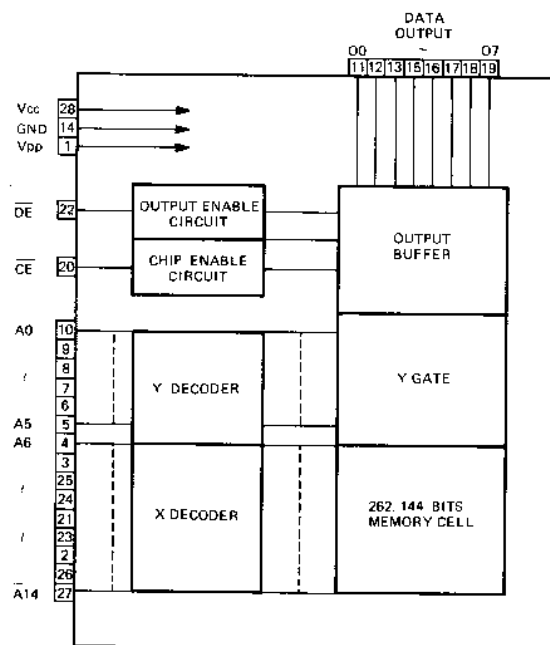 DATA
OUTPUT
O0 ~ O7
11 12 13 15 16 17 18 19
Vcc 28
GND 14
Vpp 1
OE 22
OUTPUT ENABLE
CIRCUIT
CE 20
CHIP ENABLE
CIRCUIT
OUTPUT
BUFFER
A0 10
9
8
7
6
A5 5
Y DECODER
Y GATE
A6 4
3
25
24
21
23
2
26
A14 27
X DECODER
262, 144 BITS
MEMORY CELL